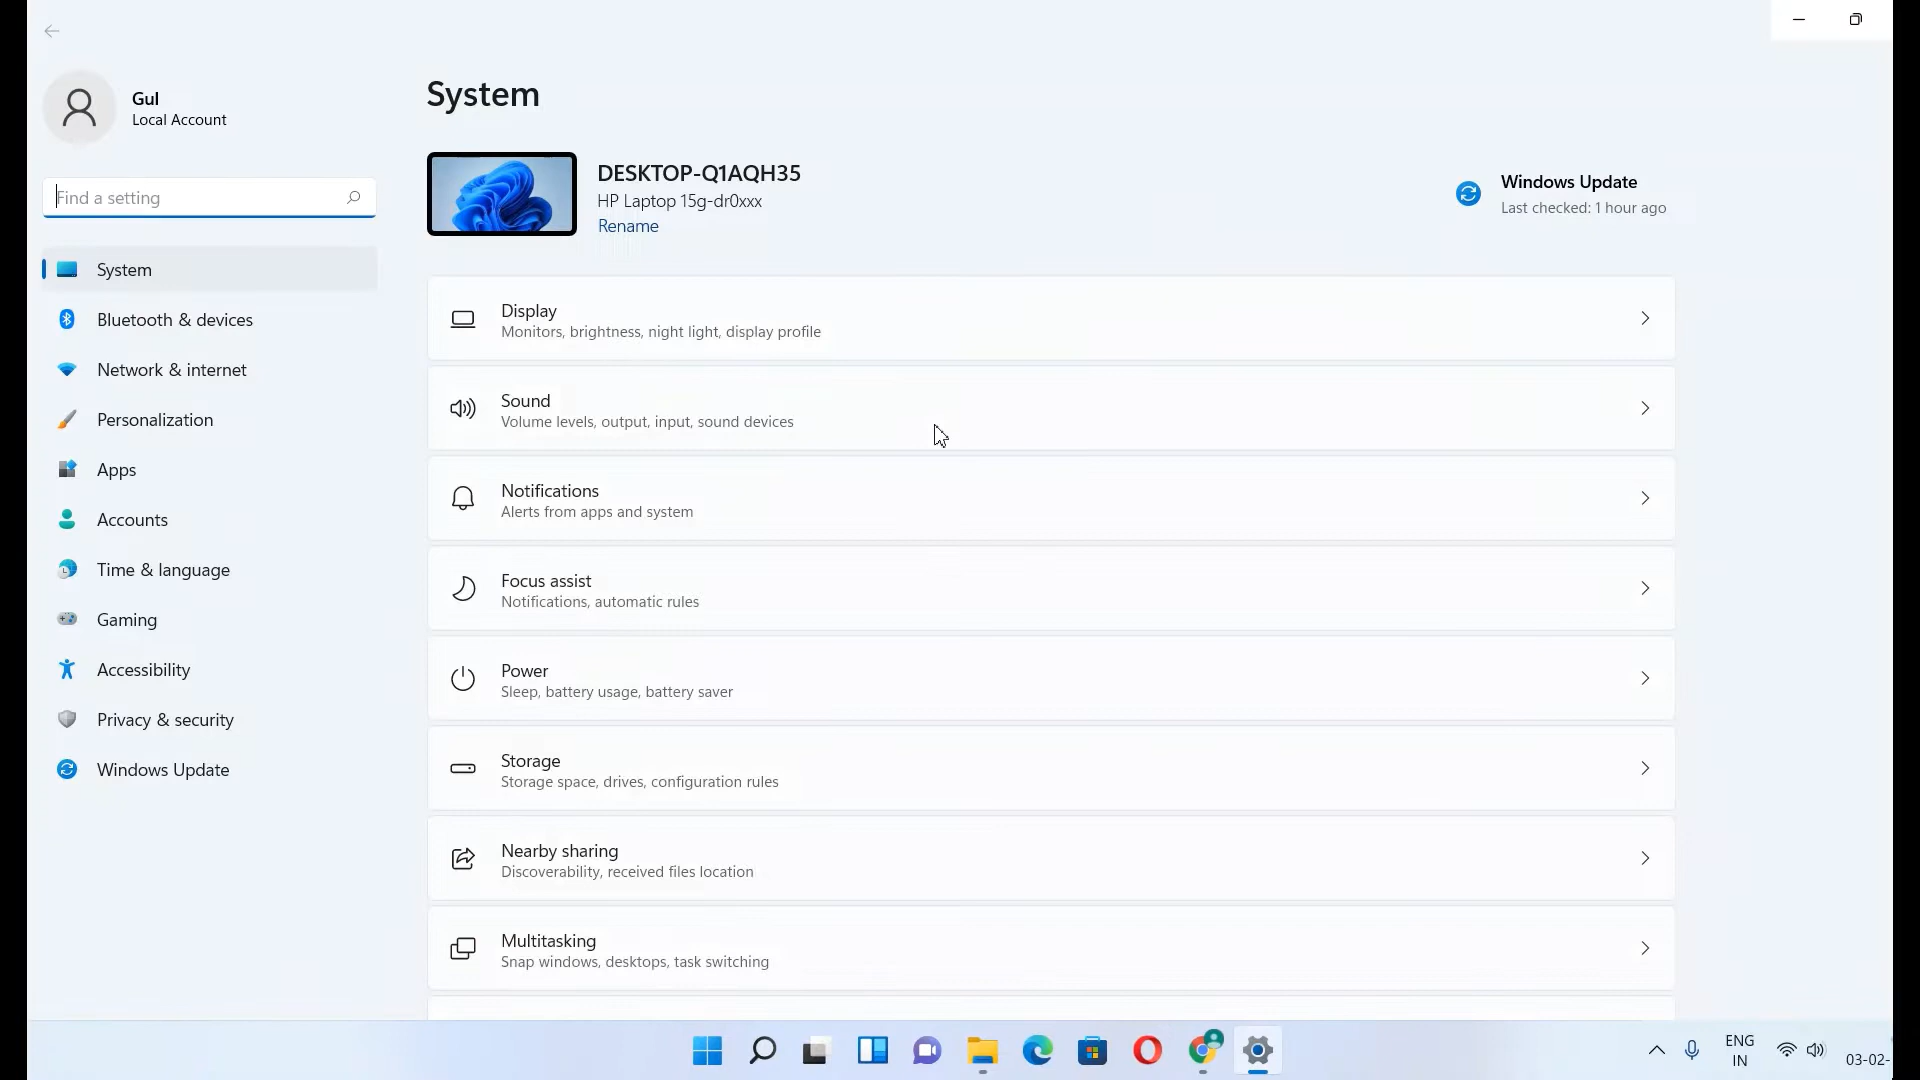 Gul
Local Account
Find a setting
System
Bluetooth & devices
Network & internet
Personalization
Apps
Accounts
Time & language
Gaming
Accessibility
Privacy & security
Windows Update
System
DESKTOP-Q1AQH35
HP Laptop 15g-dr0xxx
Rename
Windows Update
Last checked: 1 hour ago
Display
Monitors, brightness, night light, display profile
Sound
Volume levels, output, input, sound devices
Notifications
Alerts from apps and system
Focus assist
Notifications, automatic rules
Power
Sleep, battery usage, battery saver
Storage
Storage space, drives, configuration rules
Nearby sharing
Discoverability, received files location
Multitasking
Snap windows, desktops, task switching
ENG
IN
03-02-